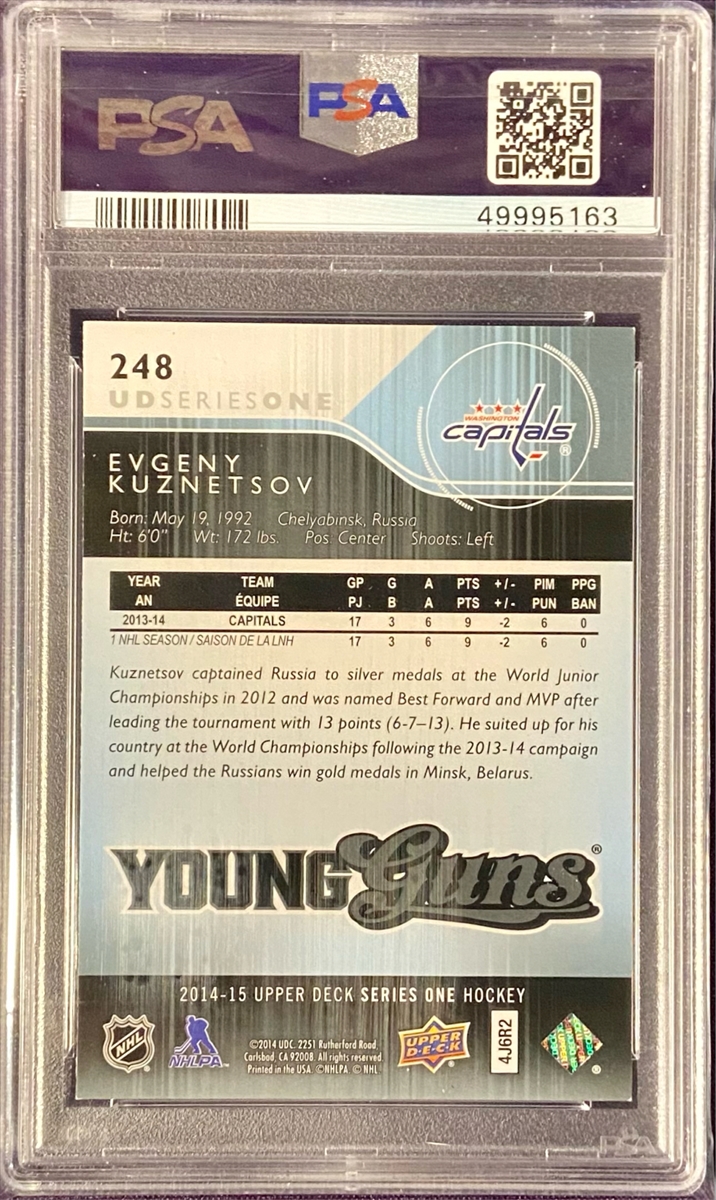 PSA
PSA
49995163
248
UD SERIES ONE
WASHINGTON
capitals®
EVGENY
KUZNETSOV
Born: May 19, 1992 Chelyabinsk, Russia
Ht: 6'0" Wt: 172 lbs. Pos. Center Shoots: Left
YEAR TEAM GP G A PTS +/- PIM PPG
AN ÉQUIPE PJ B A PTS +/- PUN BAN
2013-14 CAPITALS 17 3 6 9 -2 6 0
1 NHL SEASON / SAISON DE LA LNH 17 3 6 9 -2 6 0
Kuznetsov captained Russia to silver medals at the World Junior
Championships in 2012 and was named Best Forward and MVP after
leading the tournament with 13 points (6-7–13). He suited up for his
country at the World Championships following the 2013-14 campaign
and helped the Russians win gold medals in Minsk, Belarus.
YOUNG Guns®
2014-15 UPPER DECK SERIES ONE HOCKEY
NHL
NHLPA
©2014 UDC. 2251 Rutherford Road,
Carlsbad, CA 92008. All rights reserved.
Printed in the USA. ©NHLPA. © NHL.
UPPER
DECK
4J6R2
®
PSA